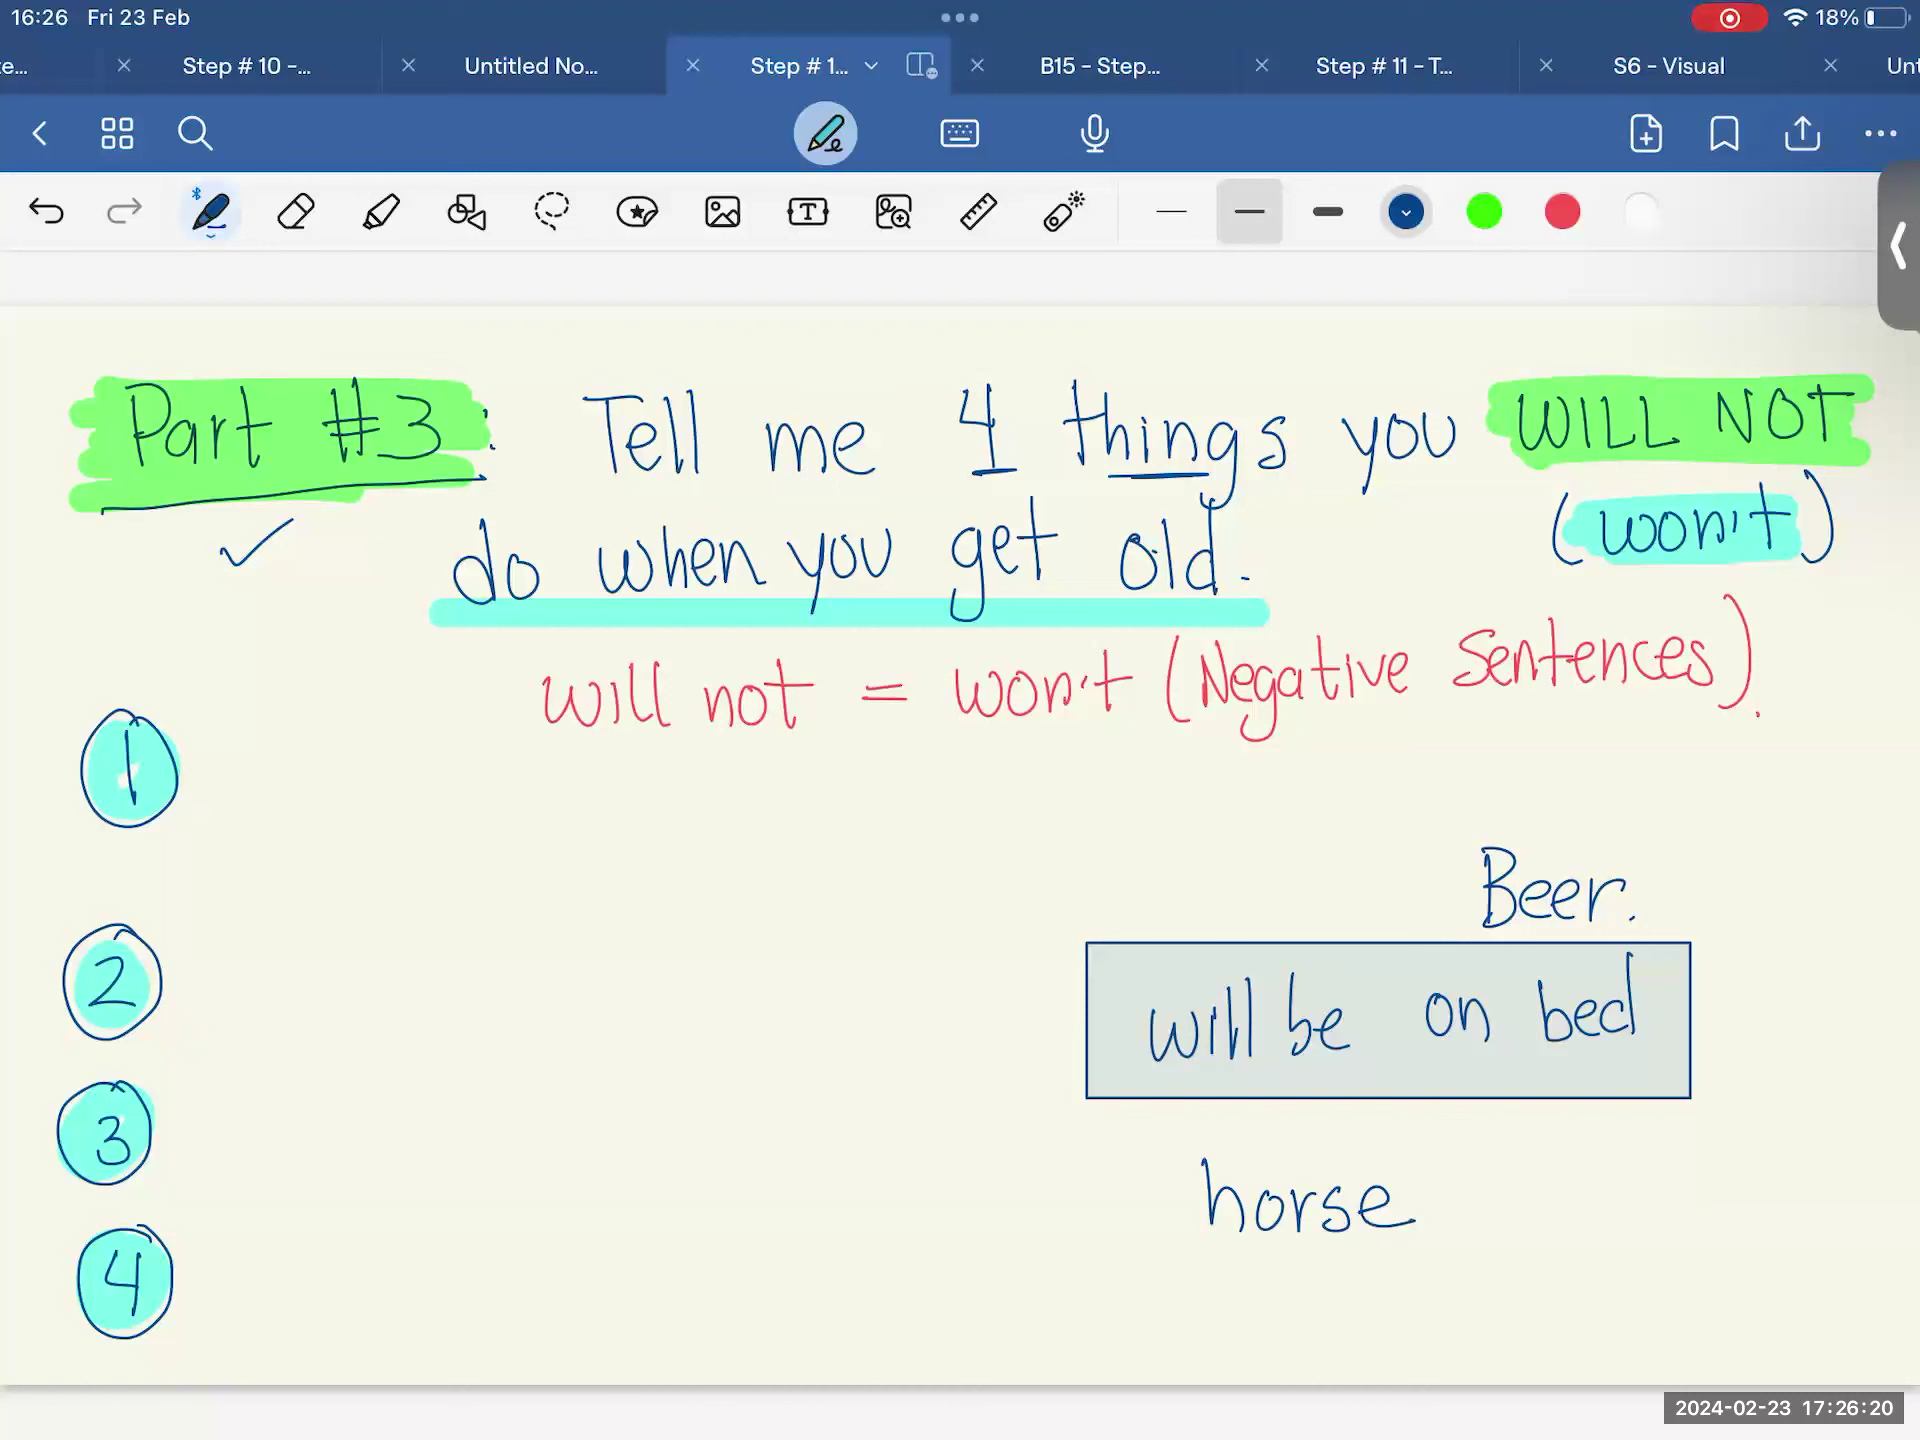 16:26 Fri 23 Feb
18%
e... Step # 10 -... Untitled No... Step # 1... B15 - Step... Step # 11 - T... S6 - Visual Unt
Part #3: Tell me 4 things you WILL NOT
do when you get old. (won't)
will not = won't (Negative Sentences).
1
Beer.
2 will be on bed
3
horse
4
2024-02-23 17:26:20